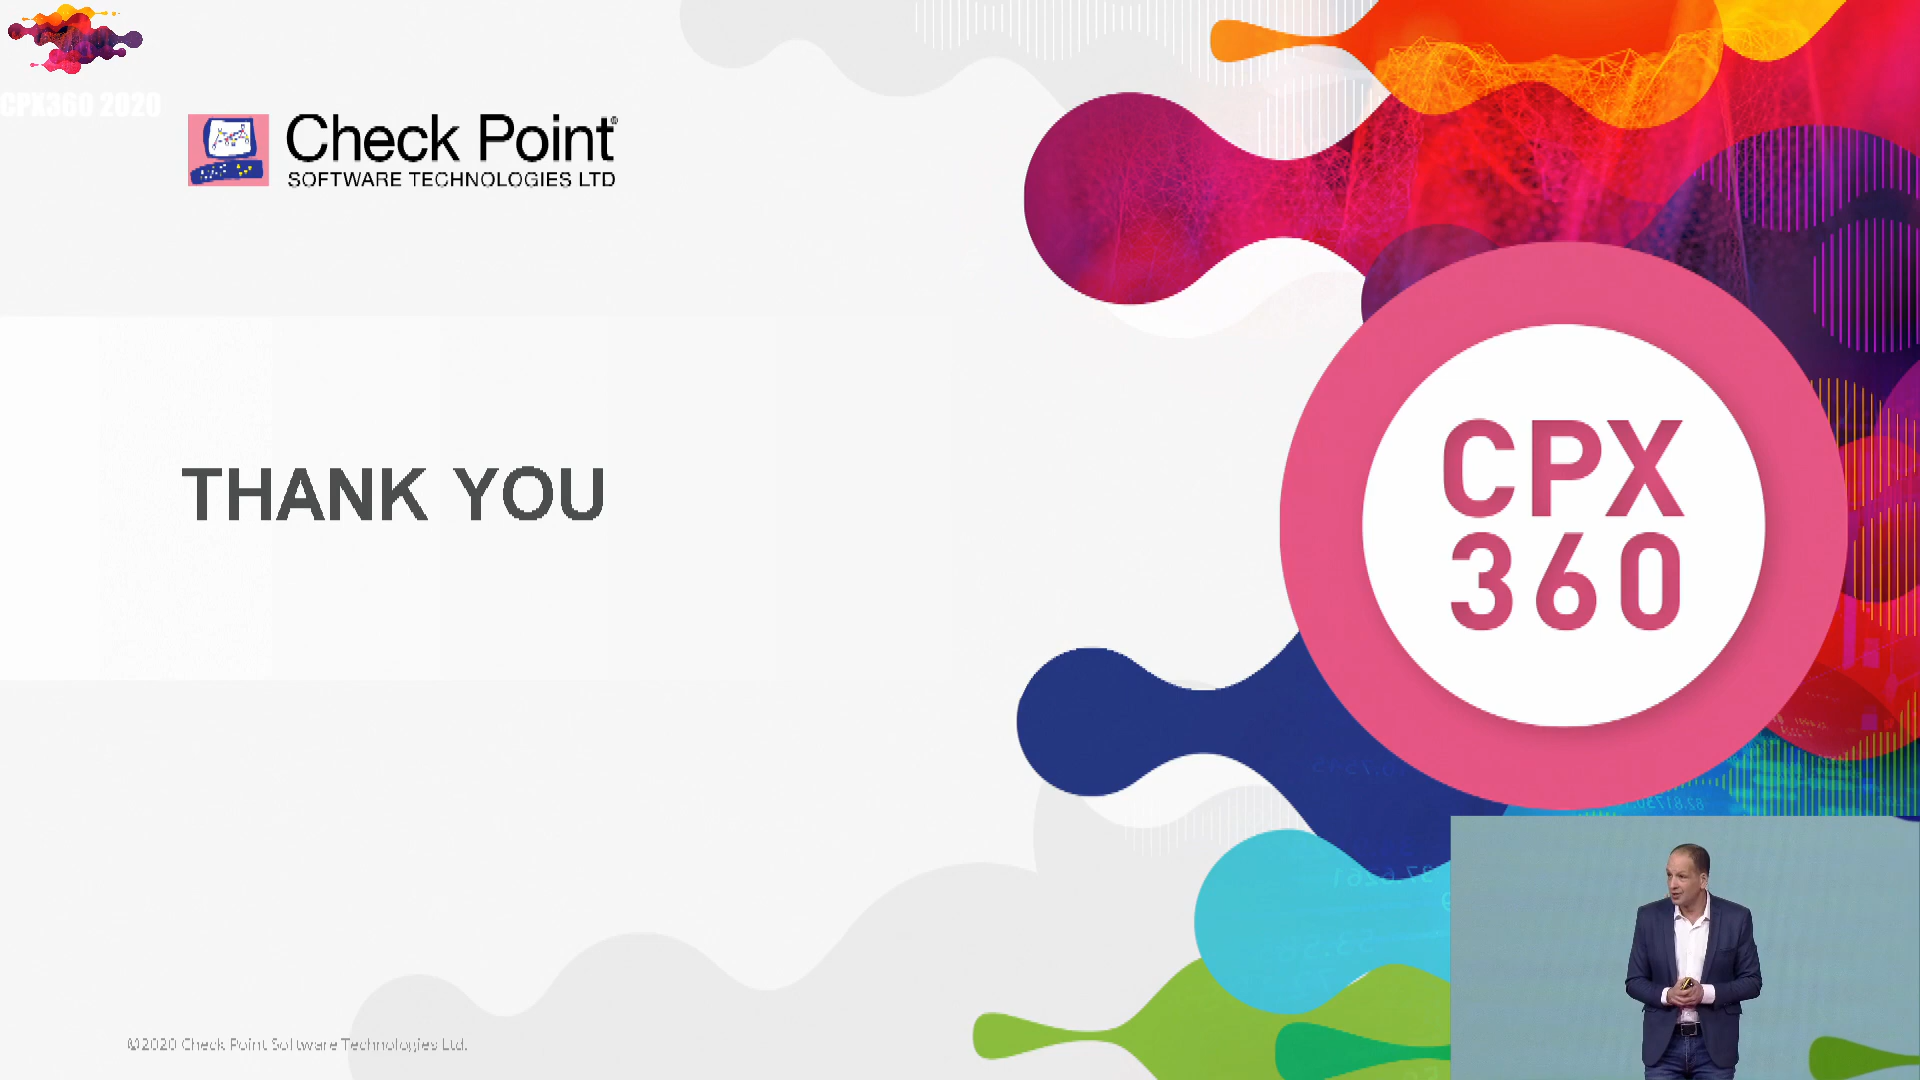 CPX360 2020
Check Point®
SOFTWARE TECHNOLOGIES LTD
THANK YOU
CPX
360
©2020 Check Point Software Technologies Ltd.